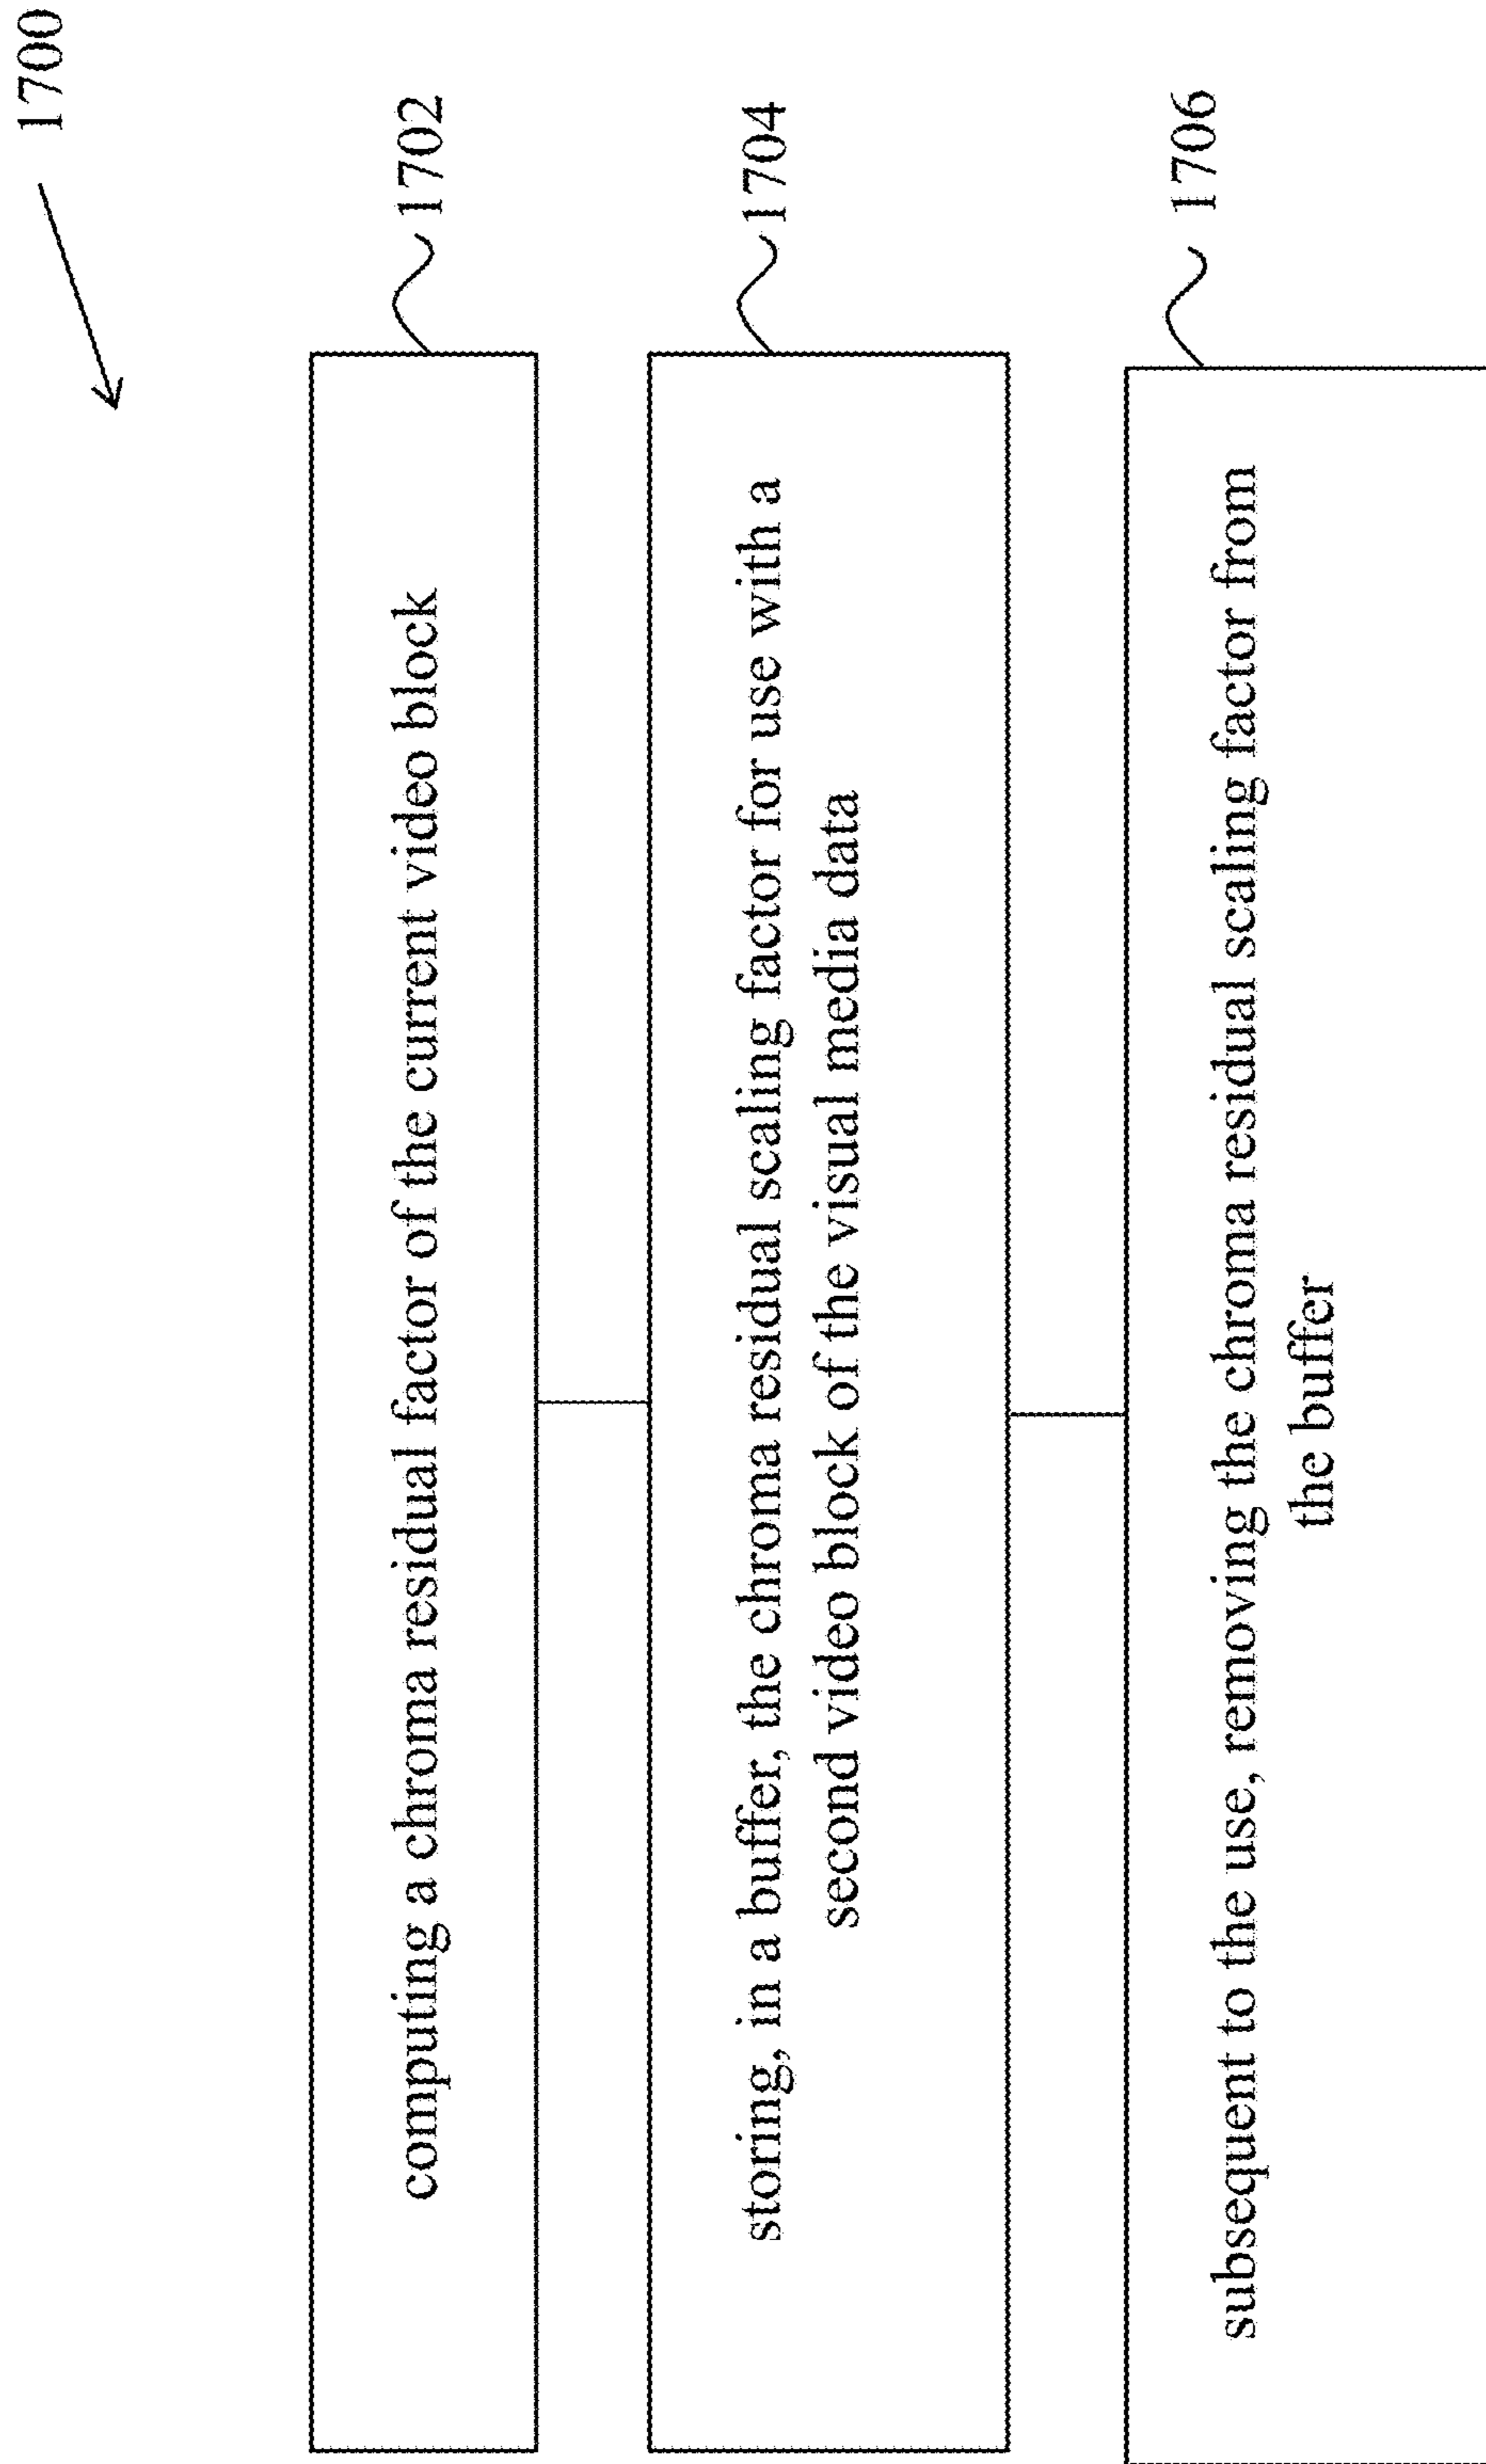 1700
computing a chroma residual factor of the current video block
1702
storing, in a buffer, the chroma residual scaling factor for use with a
second video block of the visual media data
1704
subsequent to the use, removing the chroma residual scaling factor from
the buffer
1706